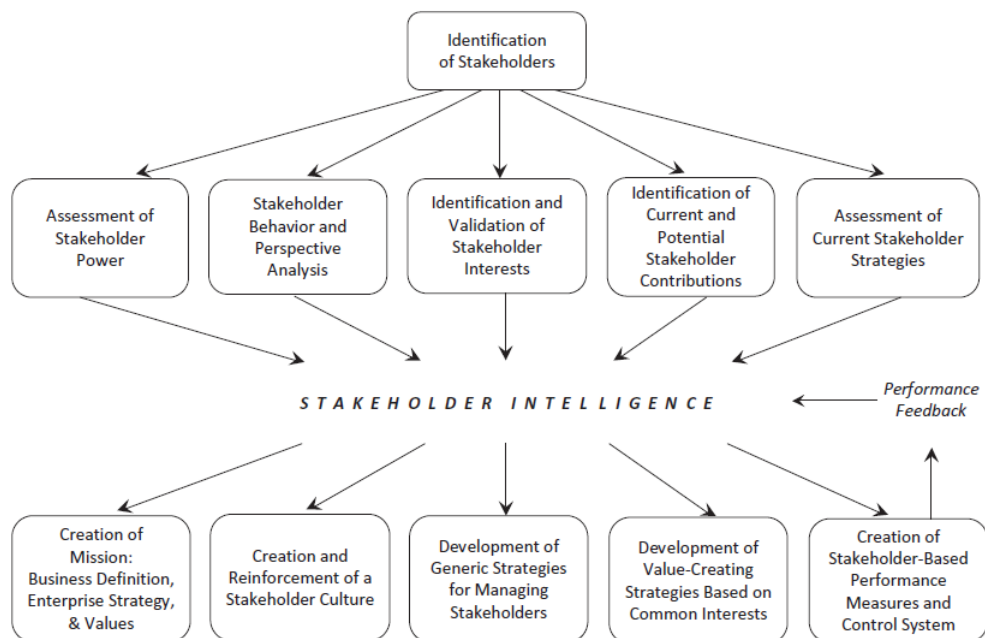 Identification
of Stakeholders
Assessment of
Stakeholder
Power
Stakeholder
Behavior and
Perspective
Analysis
Identification and
Validation of
Stakeholder
Interests
Identification of
Current and
Potential
Stakeholder
Contributions
Assessment of
Current Stakeholder
Strategies
STAKEHOLDER INTELLIGENCE
Performance
Feedback
Creation of
Mission:
Business Definition,
Enterprise Strategy,
& Values
Creation and
Reinforcement of a
Stakeholder Culture
Development of
Generic Strategies
for Managing
Stakeholders
Development of
Value-Creating
Strategies Based on
Common Interests
Creation of
Stakeholder-Based
Performance
Measures and
Control System